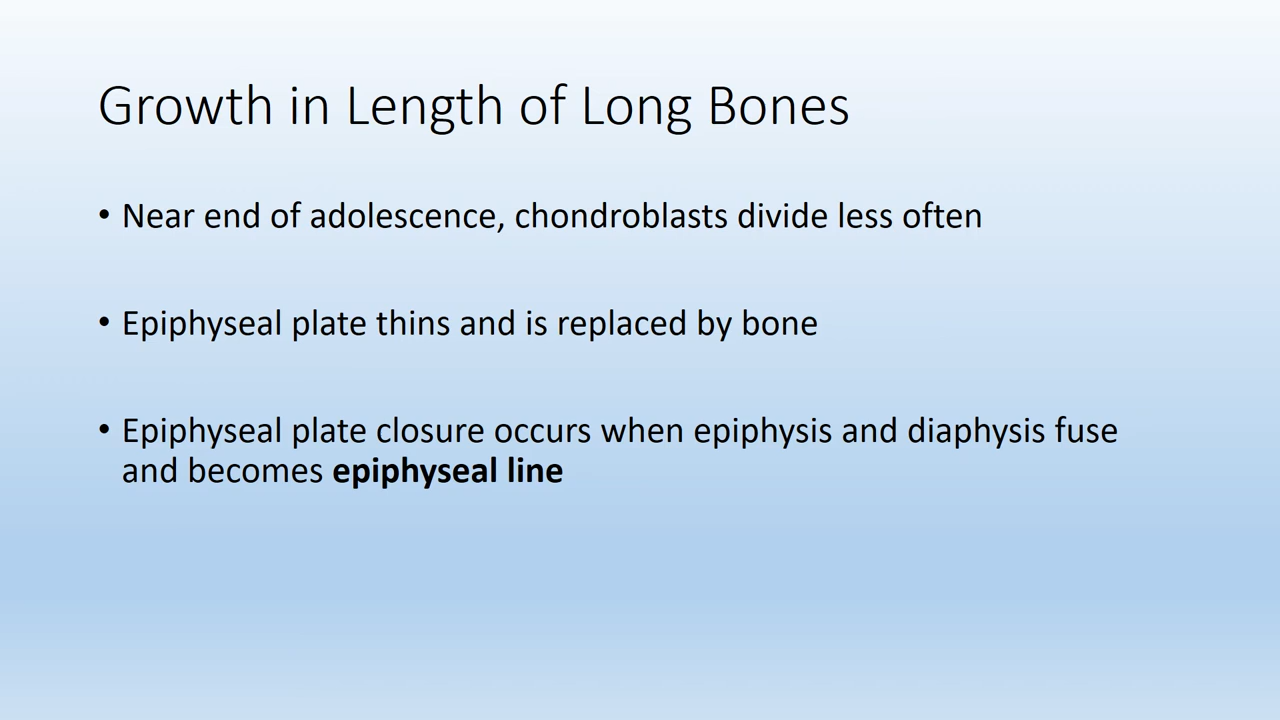 Growth in Length of Long Bones
• Near end of adolescence, chondroblasts divide less often
• Epiphyseal plate thins and is replaced by bone
• Epiphyseal plate closure occurs when epiphysis and diaphysis fuse
and becomes epiphyseal line